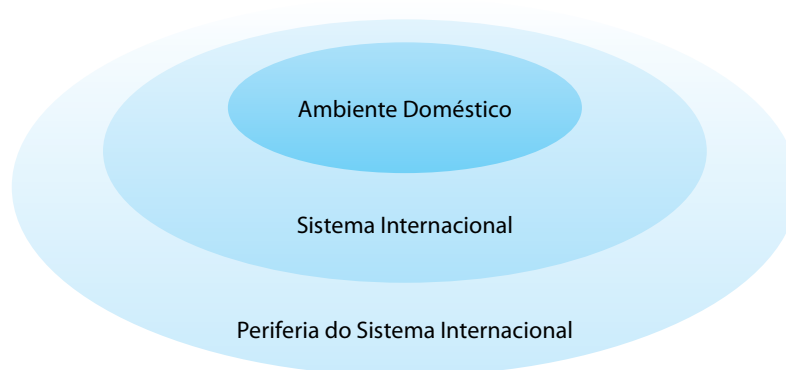 Ambiente Doméstico
Sistema Internacional
Periferia do Sistema Internacional